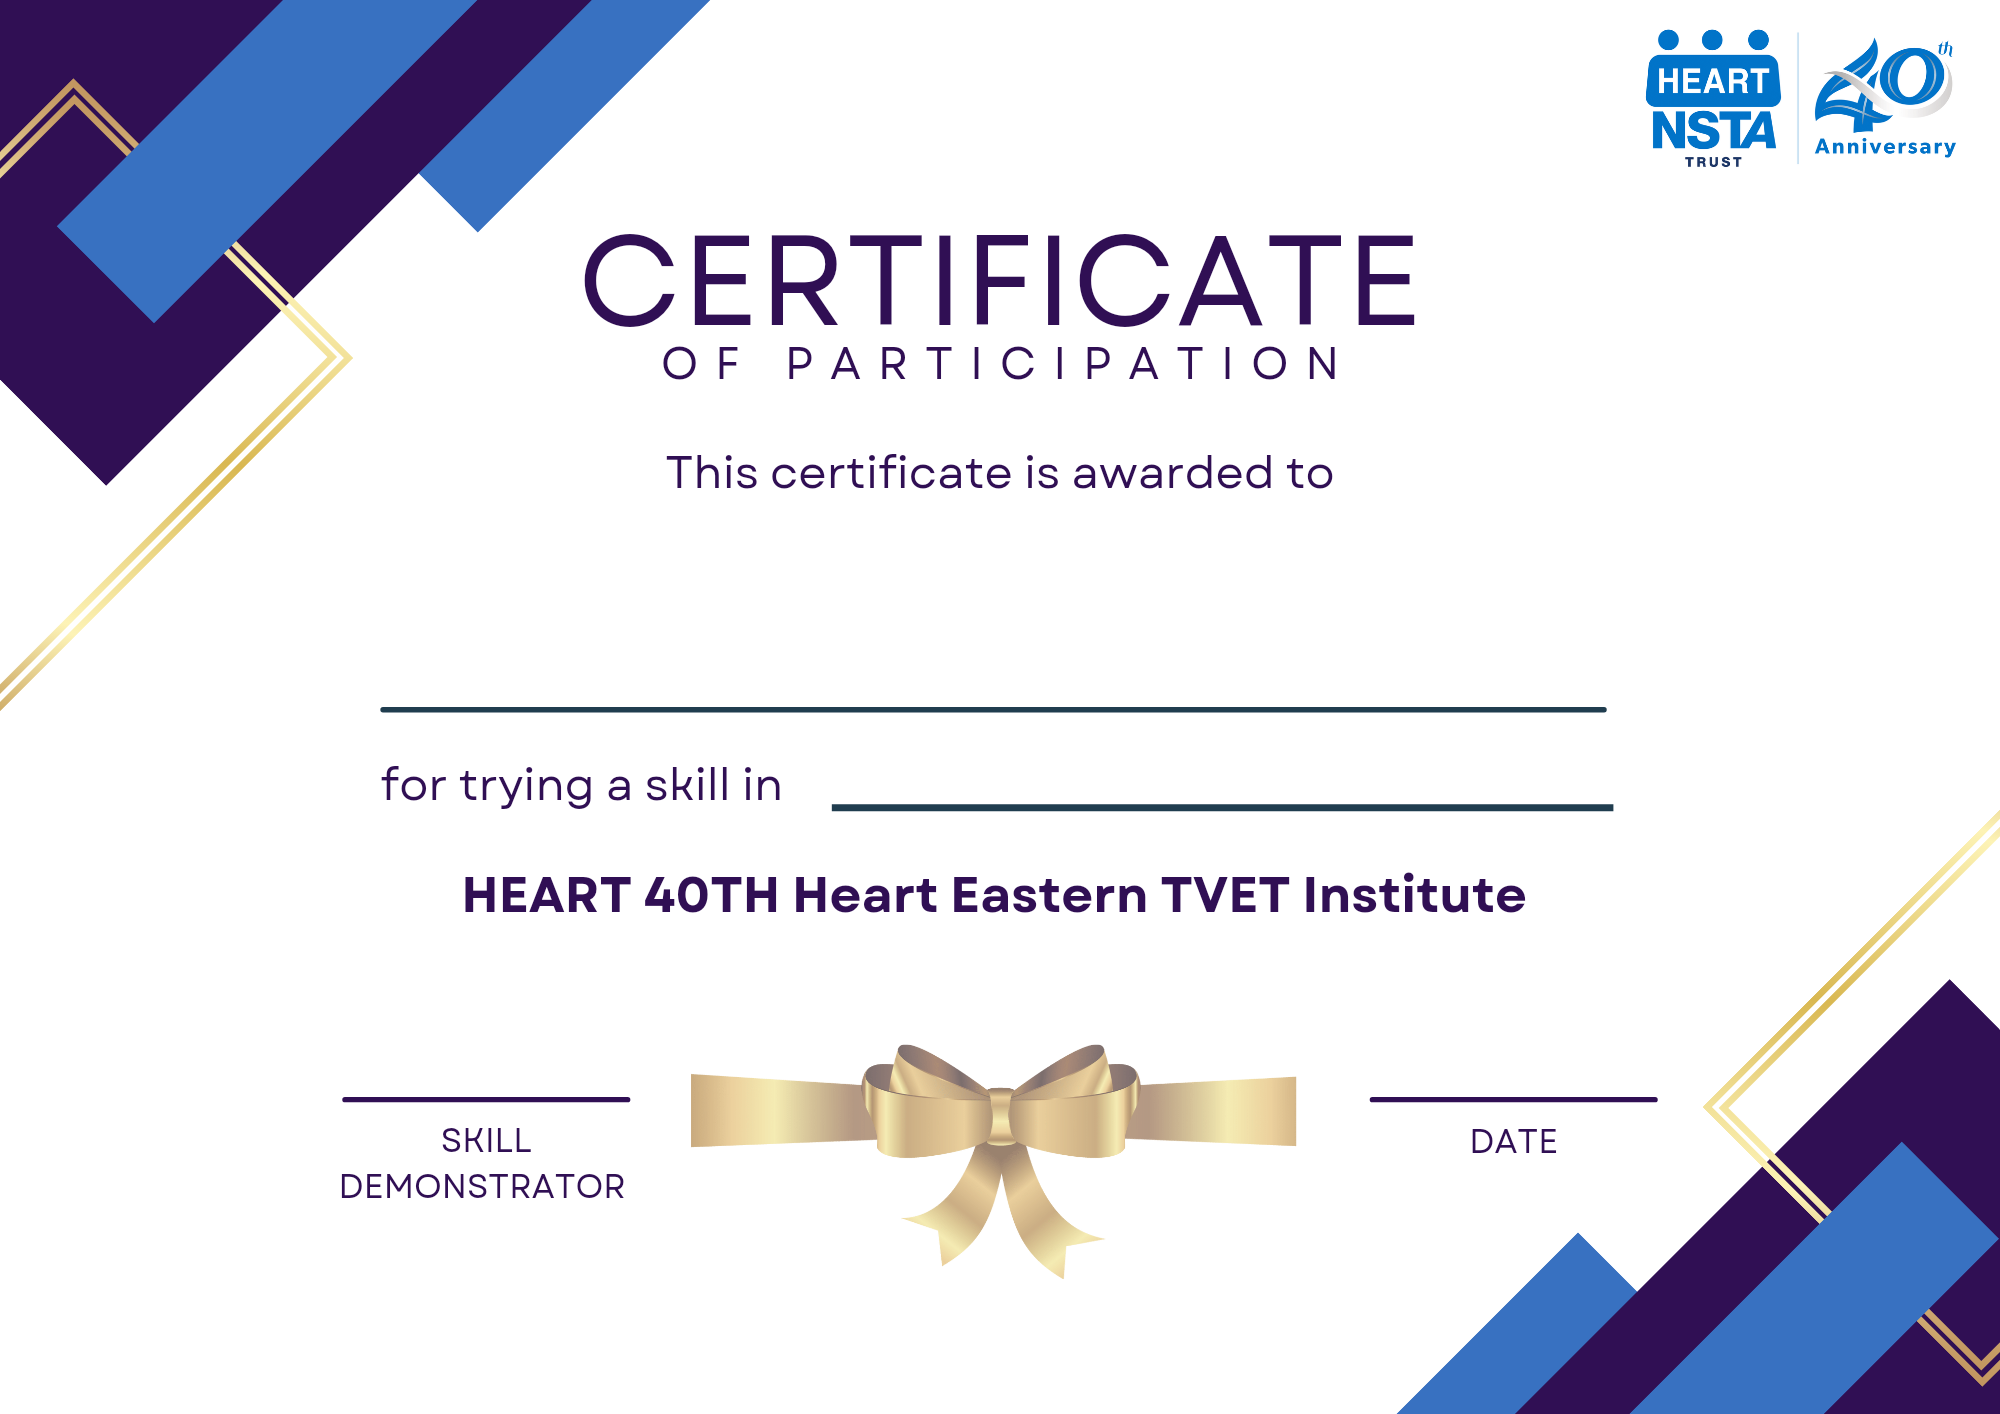 HEART
NSTA
TRUST
40th
Anniversary
CERTIFICATE
OF PARTICIPATION
This certificate is awarded to
for trying a skill in
HEART 40TH Heart Eastern TVET Institute
SKILL
DEMONSTRATOR
DATE